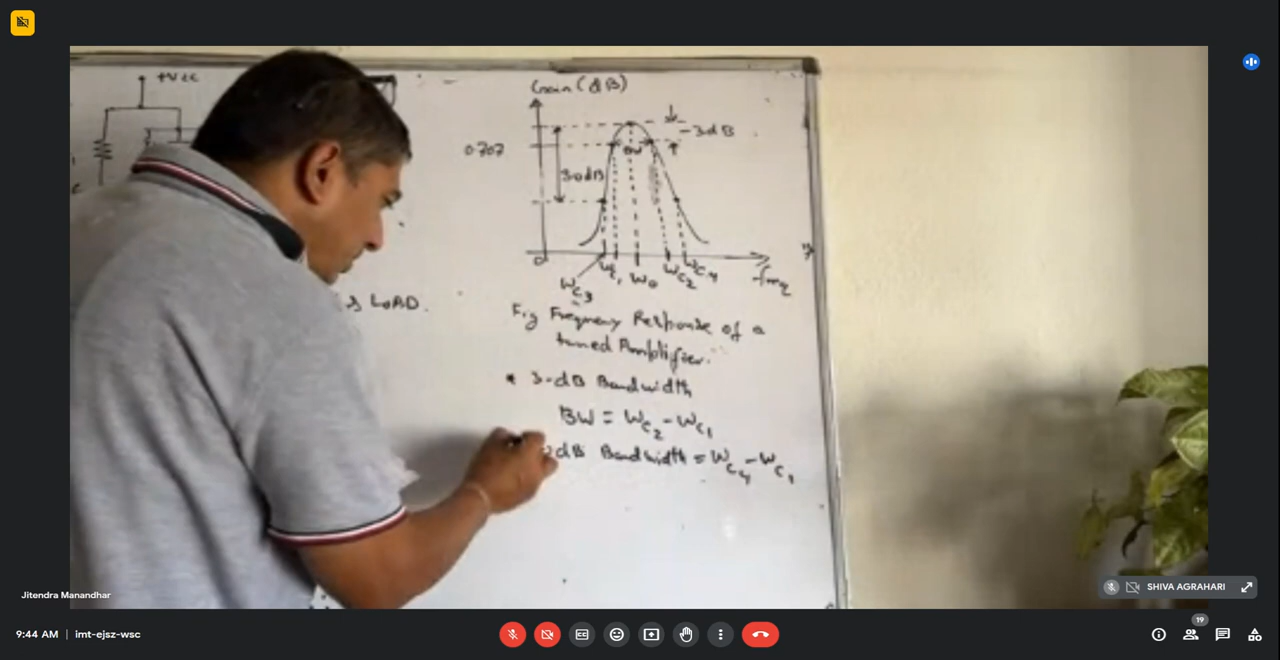 +Vcc
Gain (dB)
-3dB
0.707
BW
30dB
0
Wc1 W0 Wc2 Wc4
Wc3
freq
s LOAD.
Fig Frequency Response of a
tuned Amplifier.
* 3-dB Bandwidth
BW = Wc2 - Wc1
dB Bandwidth = Wc4 - Wc3
Jitendra Manandhar
SHIVA AGRAHARI
9:44 AM | imt-ejsz-wsc
19